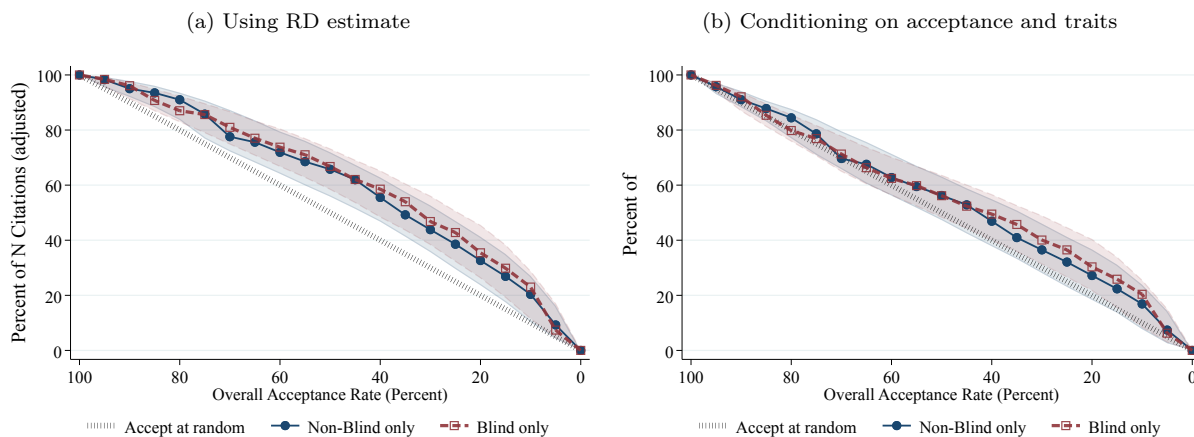 (a) Using RD estimate
(b) Conditioning on acceptance and traits
Percent of N Citations (adjusted)
100
80
60
40
20
0
100
80
60
40
20
0
Overall Acceptance Rate (Percent)
Accept at random
Non-Blind only
Blind only
Percent of
100
80
60
40
20
0
100
80
60
40
20
0
Overall Acceptance Rate (Percent)
Accept at random
Non-Blind only
Blind only